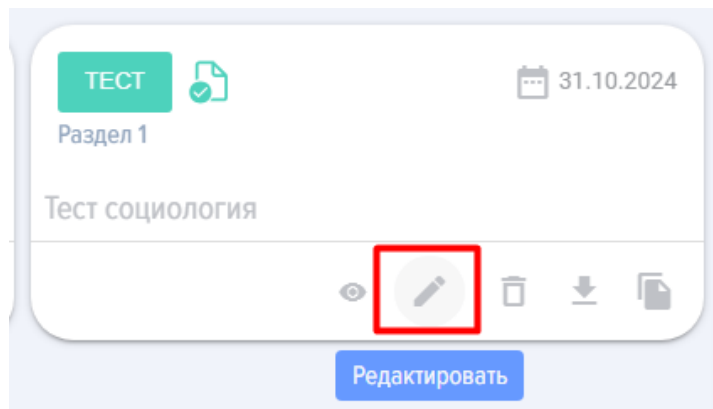 ТЕСТ
31.10.2024
Раздел 1
Тест социология
Редактировать